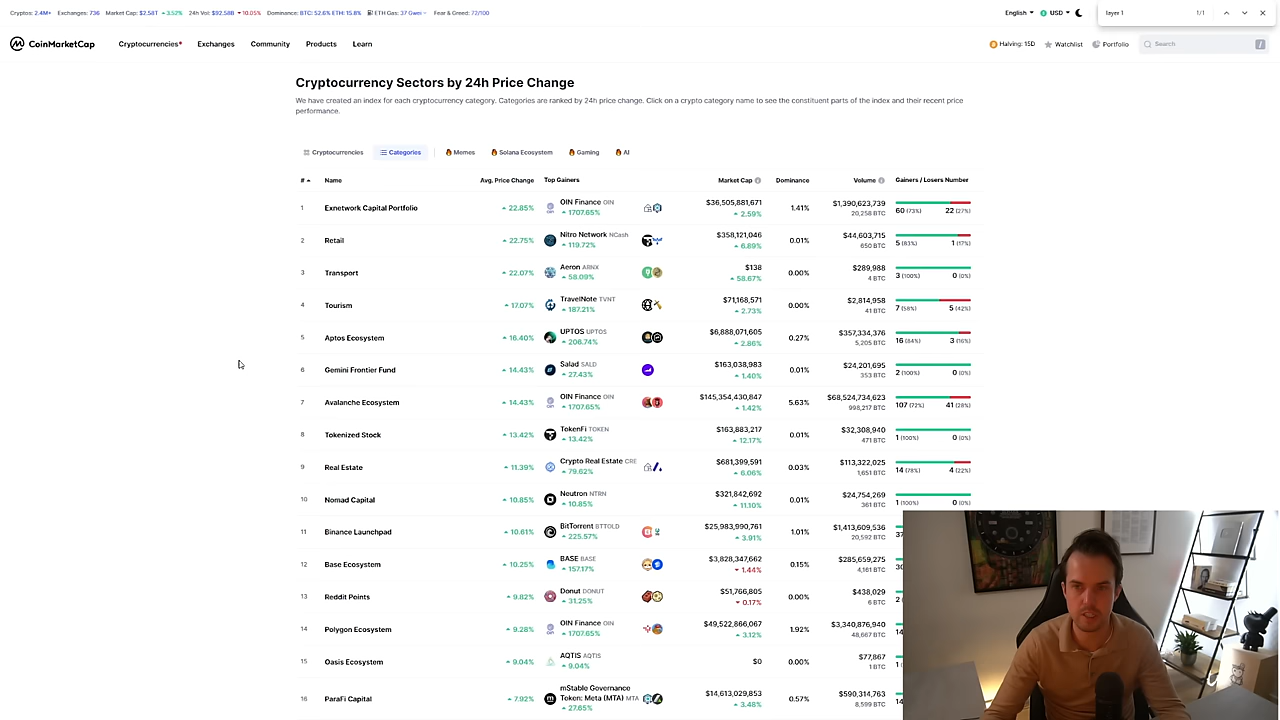 Cryptos: 2.4M+ Exchanges: 736 Market Cap: $2.58T 3.52% 24h Vol: $92.58B 10.05% Dominance: BTC: 52.6% ETH: 15.8% ETH Gas: 37 Gwei Fear & Greed: 72/100
English USD
layer 1 1/1
CoinMarketCap Cryptocurrencies Exchanges Community Products Learn
Halving: 15D Watchlist Portfolio Search /
Cryptocurrency Sectors by 24h Price Change
We have created an index for each cryptocurrency category. Categories are ranked by 24h price change. Click on a crypto category name to see the constituent parts of the index and their recent price
performance.
Cryptocurrencies Categories Memes Solana Ecosystem Gaming AI
# Name Avg. Price Change Top Gainers Market Cap Dominance Volume Gainers / Losers Number
1 Exnetwork Capital Portfolio 22.85% OIN Finance OIN 1707.65% $36,505,881,671 2.59% 1.41% $1,390,623,739 20,258 BTC 60 (73%) 22 (27%)
2 Retail 22.75% Nitro Network NCash 119.72% $358,121,046 6.89% 0.01% $44,603,715 650 BTC 5 (83%) 1 (17%)
3 Transport 22.07% Aeron ARNX 58.09% $138 58.67% 0.00% $289,988 4 BTC 3 (100%) 0 (0%)
4 Tourism 17.07% TravelNote TVNT 187.21% $71,168,571 2.73% 0.00% $2,814,958 41 BTC 7 (58%) 5 (42%)
5 Aptos Ecosystem 16.40% UPTOS UPTOS 206.74% $6,888,071,605 2.86% 0.27% $357,334,376 5,205 BTC 16 (84%) 3 (16%)
6 Gemini Frontier Fund 14.43% Salad SALD 27.43% $163,038,983 1.40% 0.01% $24,201,695 353 BTC 2 (100%) 0 (0%)
7 Avalanche Ecosystem 14.43% OIN Finance OIN 1707.65% $145,354,430,847 1.42% 5.63% $68,524,734,623 998,217 BTC 107 (72%) 41 (28%)
8 Tokenized Stock 13.42% TokenFi TOKEN 13.42% $163,883,217 12.17% 0.01% $32,308,940 471 BTC 1 (100%) 0 (0%)
9 Real Estate 11.39% Crypto Real Estate CRE 79.62% $681,399,591 6.06% 0.03% $113,322,025 1,651 BTC 14 (78%) 4 (22%)
10 Nomad Capital 10.85% Neutron NTRN 10.85% $321,842,692 11.10% 0.01% $24,754,269 361 BTC 1 (100%) 0 (0%)
11 Binance Launchpad 10.61% BitTorrent BTTOLD 225.57% $25,983,990,761 3.91% 1.01% $1,413,609,536 20,592 BTC 37
12 Base Ecosystem 10.25% BASE BASE 157.17% $3,828,347,662 1.44% 0.15% $285,659,275 4,161 BTC 30
13 Reddit Points 9.82% Donut DONUT 31.25% $51,766,805 0.17% 0.00% $438,029 6 BTC 2
14 Polygon Ecosystem 9.28% OIN Finance OIN 1707.65% $49,522,866,067 3.12% 1.92% $3,340,876,940 48,667 BTC 14
15 Oasis Ecosystem 9.04% AQTIS AQTIS 9.04% $0 0.00% $77,867 1 BTC 1
16 ParaFi Capital 7.92% mStable Governance Token: Meta (MTA) MTA 27.65% $14,613,029,853 3.48% 0.57% $590,314,763 8,599 BTC 14